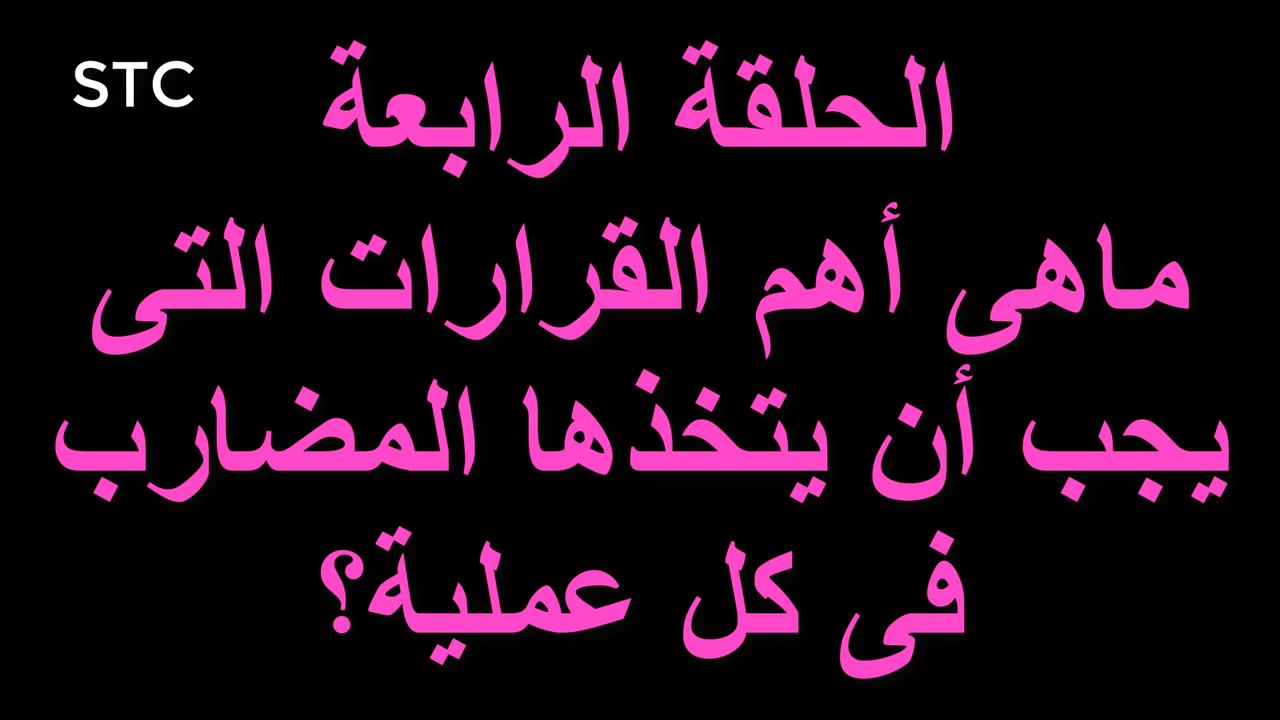 STC
الحلقة الرابعة
ماهى أهم القرارات التى
يجب أن يتخذها المضارب
فى كل عملية؟